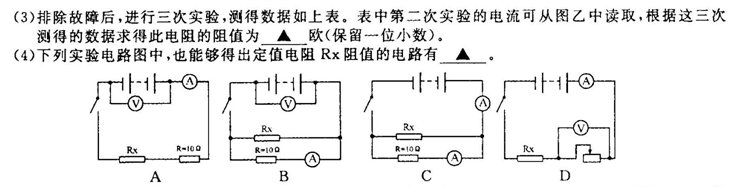 (3)排除故障后,进行三次实验,测得数据如上表。表中第二次实验的电流可从图乙中读取,根据这三次
测得的数据求得此电阻的阻值为 ▲ 欧(保留一位小数)。
(4)下列实验电路图中,也能够得出定值电阻 Rx 阻值的电路有 ▲ 。
A V Rx R=10Ω
V Rx R=10Ω A
A Rx R=10Ω A
A V Rx
A B C D